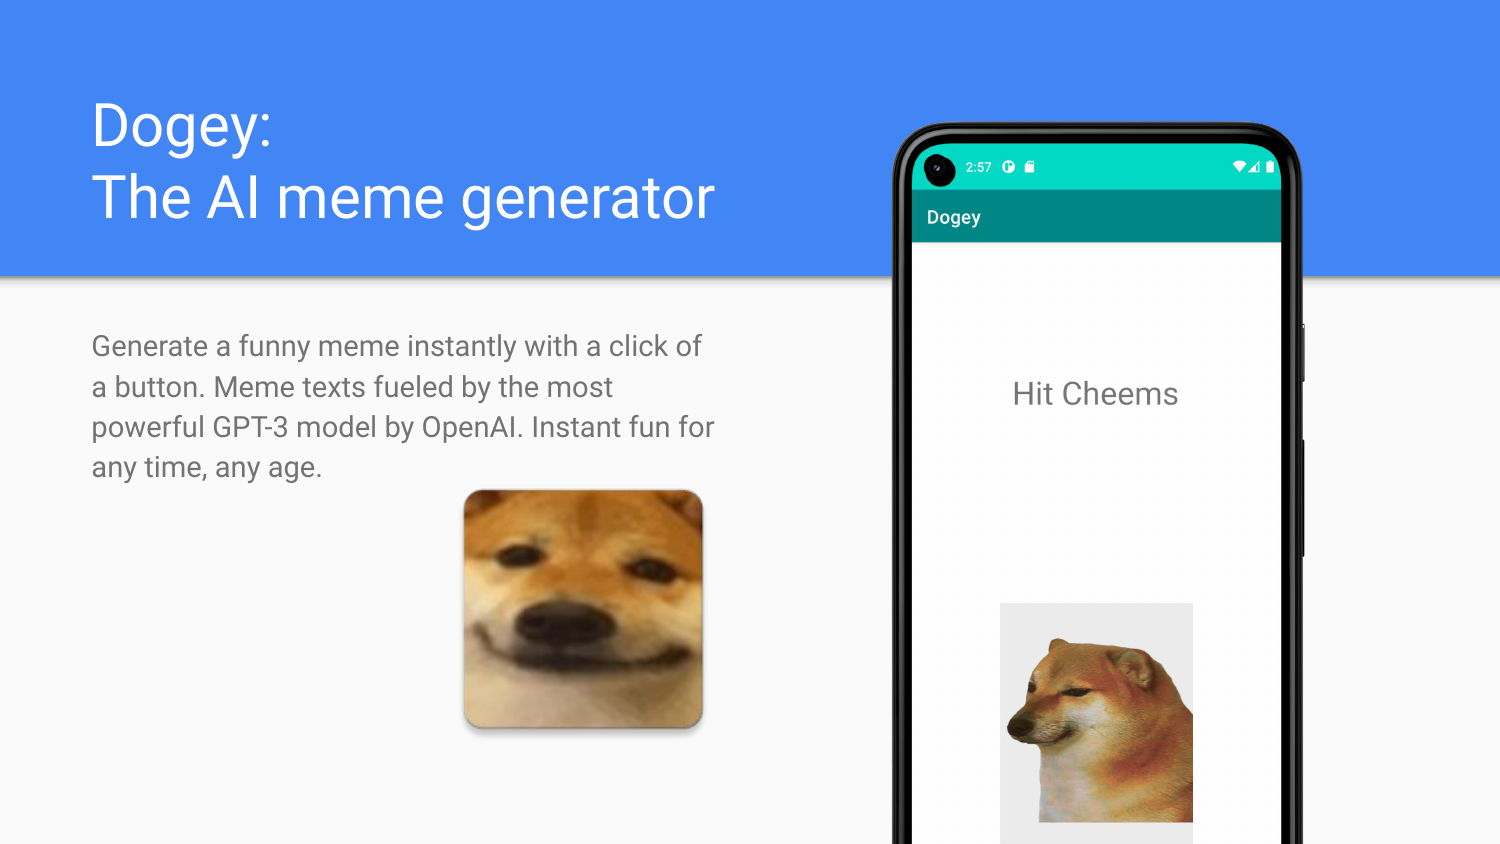 Dogey:
The AI meme generator
Generate a funny meme instantly with a click of
a button. Meme texts fueled by the most
powerful GPT-3 model by OpenAI. Instant fun for
any time, any age.
2:57
Dogey
Hit Cheems